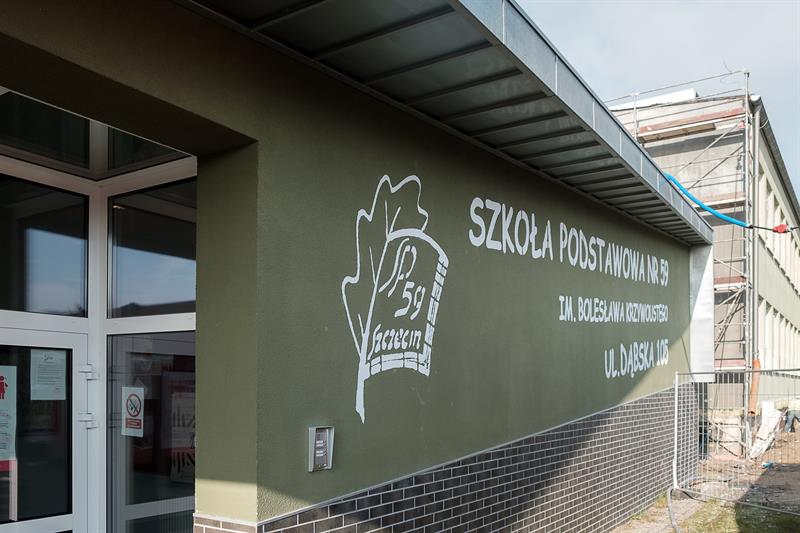 SP
59
Szczecin
SZKOŁA PODSTAWOWA NR 59
IM. BOLESŁAWA KRZYWOUSTEGO
UL. DĄBSKA 105